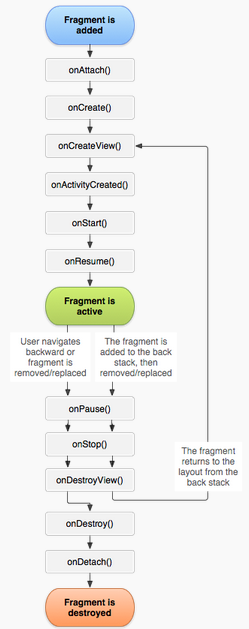 Fragment is
added
onAttach()
onCreate()
onCreateView()
onActivityCreated()
onStart()
onResume()
Fragment is
active
User navigates
backward or
fragment is
removed/replaced
The fragment is
added to the back
stack, then
removed/replaced
onPause()
onStop()
onDestroyView()
The fragment
returns to the
layout from the
back stack
onDestroy()
onDetach()
Fragment is
destroyed